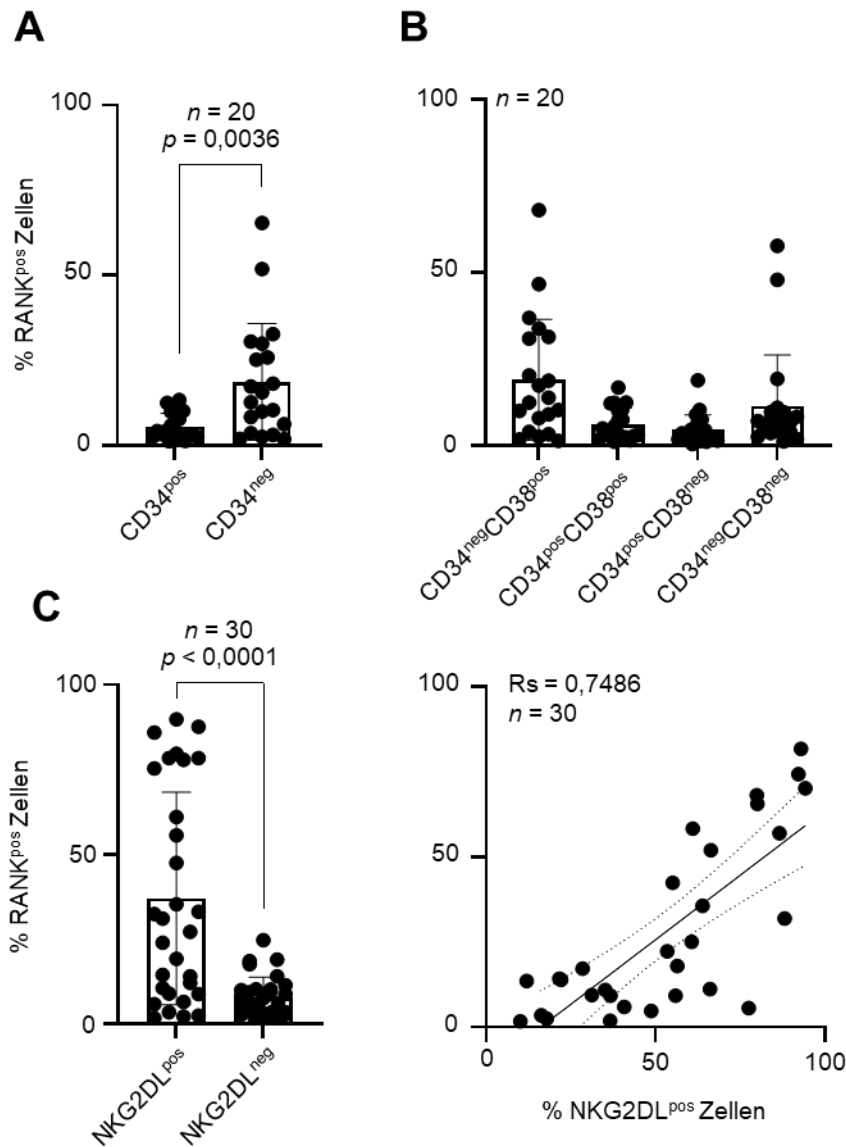 A
n = 20
p = 0,0036
% RANKpos Zellen
100
50
0
CD34pos
CD34neg
B
n = 20
100
50
0
CD34negCD38pos
CD34posCD38pos
CD34posCD38neg
CD34negCD38neg
C
n = 30
p < 0,0001
% RANKpos Zellen
100
50
0
NKG2DLpos
NKG2DLneg
Rs = 0,7486
n = 30
100
50
0
0
50
100
% NKG2DLpos Zellen